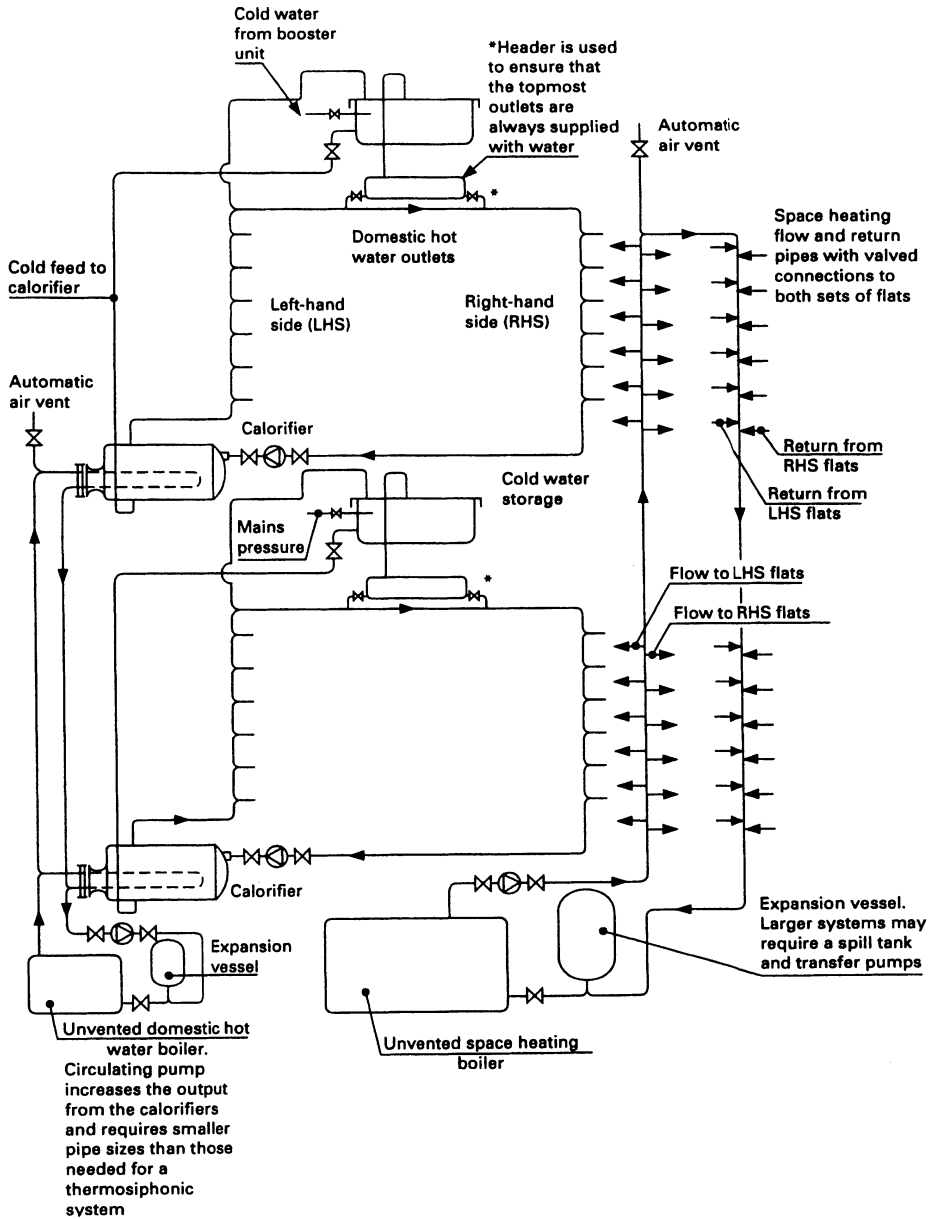 Cold water
from booster
unit
*Header is used
to ensure that
the topmost
outlets are
always supplied
with water
*
Automatic
air vent
Domestic hot
water outlets
Space heating
flow and return
pipes with valved
connections to
both sets of flats
Cold feed to
calorifier
Left-hand
side (LHS)
Right-hand
side (RHS)
Automatic
air vent
Calorifier
Return from
RHS flats
Return from
LHS flats
Cold water
storage
Mains
pressure
*
Flow to LHS flats
Flow to RHS flats
Calorifier
Expansion
vessel
Expansion vessel.
Larger systems may
require a spill tank
and transfer pumps
Unvented domestic hot
water boiler.
Circulating pump
increases the output
from the calorifiers
and requires smaller
pipe sizes than those
needed for a
thermosiphonic
system
Unvented space heating
boiler